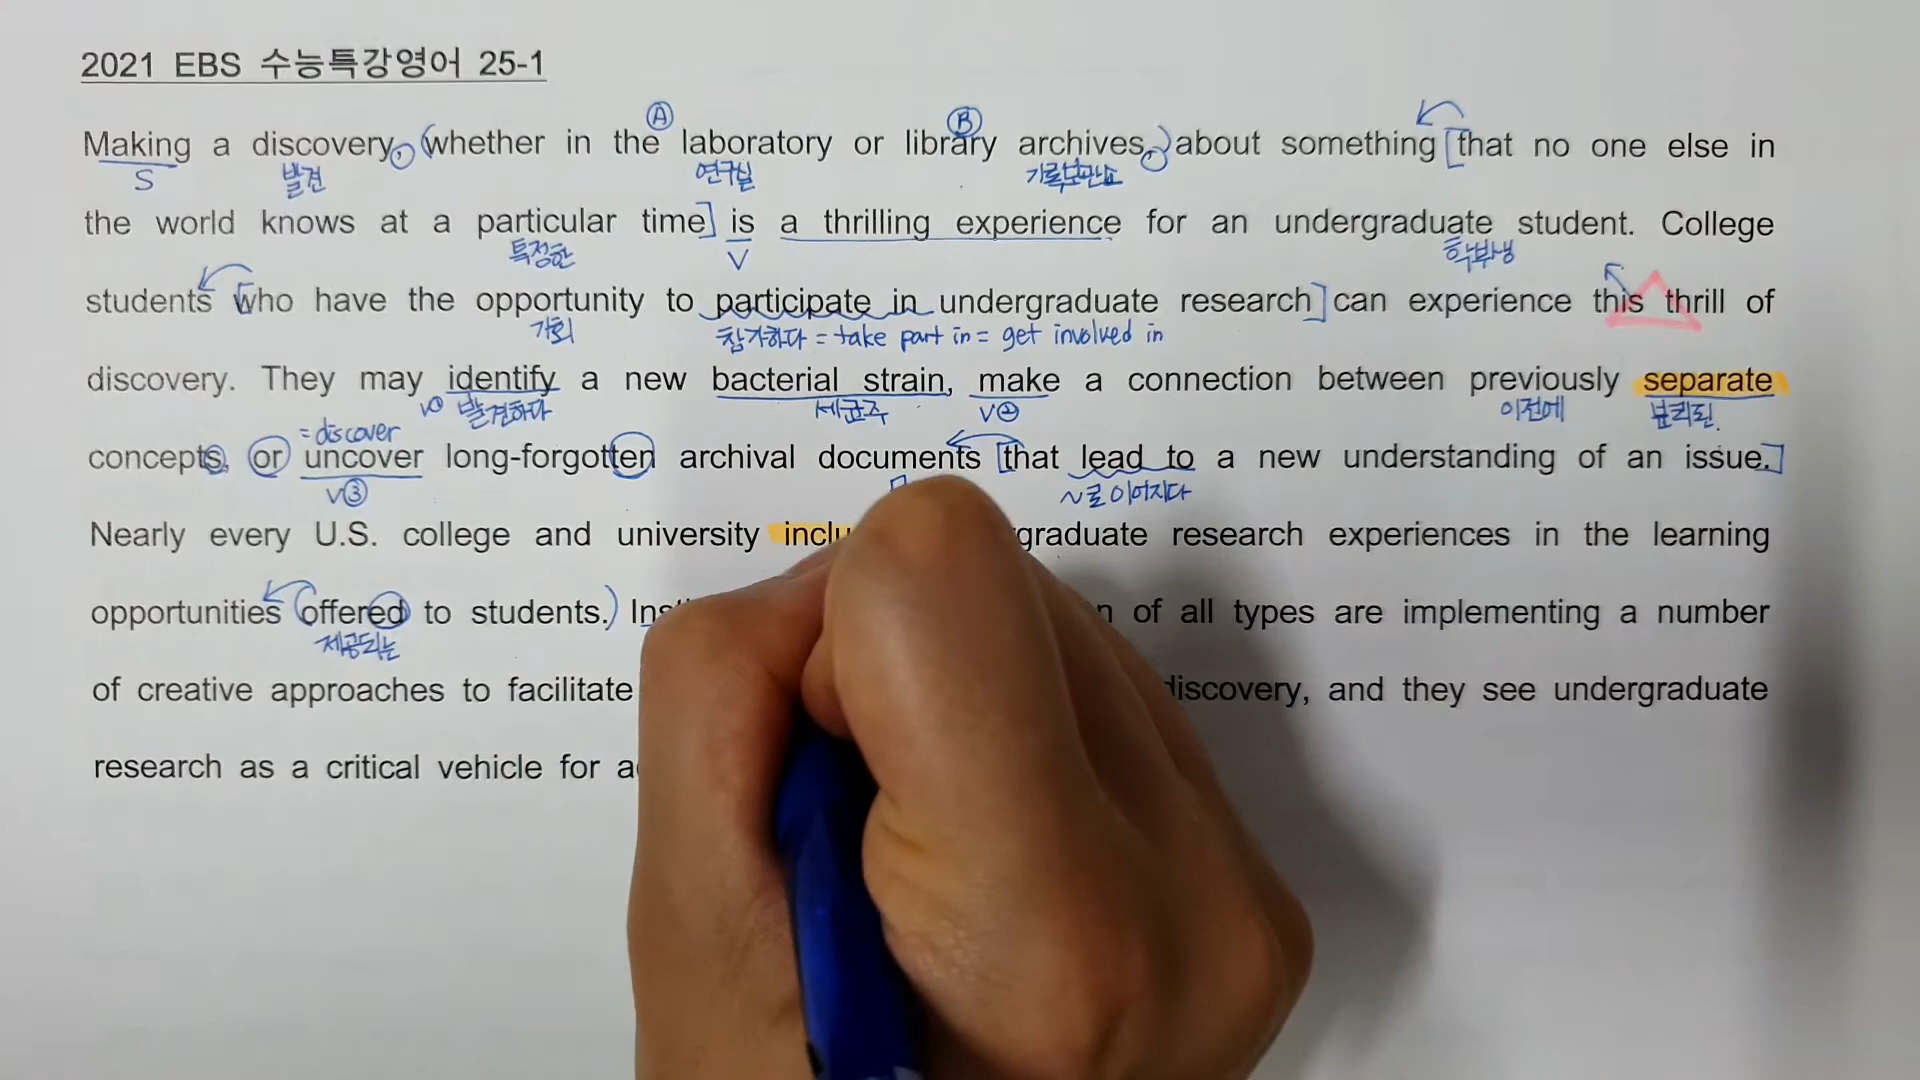 2021 EBS 수능특강영어 25-1
Ⓐ Ⓑ
Making a discovery, (whether in the laboratory or library archives,) about something [that no one else in
S 발견 연구실 기록보관소
the world knows at a particular time] is a thrilling experience for an undergraduate student. College
특정한 V 학부생
students [who have the opportunity to participate in undergraduate research] can experience this thrill of
기회 참가하다 = take part in = get involved in
discovery. They may identify a new bacterial strain, make a connection between previously separate
V① 발견하다 세균주 V② 이전에 분리된.
= discover
concepts, or uncover long-forgotten archival documents [that lead to a new understanding of an issue.]
V③ ~로 이어지다
Nearly every U.S. college and university graduate research experiences in the learning
opportunities (offered to students.) of all types are implementing a number
제공되는
of creative approaches to facilitate discovery, and they see undergraduate
research as a critical vehicle for